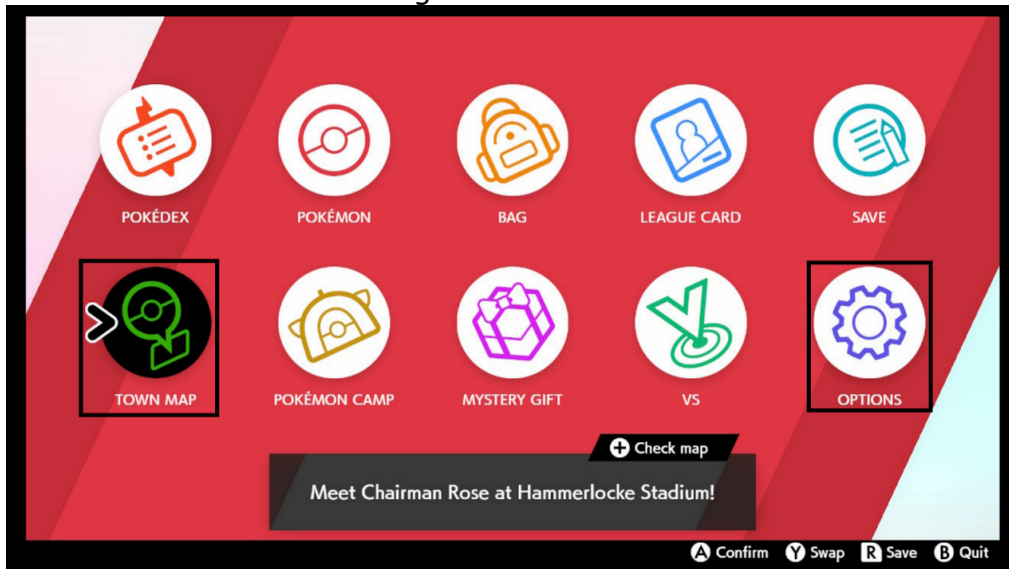 POKÉDEX
POKÉMON
BAG
LEAGUE CARD
SAVE
TOWN MAP
POKÉMON CAMP
MYSTERY GIFT
VS
OPTIONS
+ Check map
Meet Chairman Rose at Hammerlocke Stadium!
A Confirm Y Swap R Save B Quit